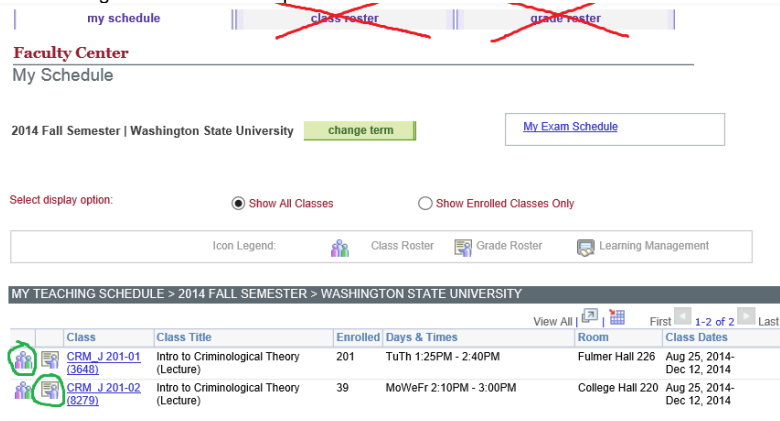 my schedule || class roster || grade roster
Faculty Center
My Schedule
2014 Fall Semester | Washington State University change term My Exam Schedule
Select display option: Show All Classes Show Enrolled Classes Only
Icon Legend: Class Roster Grade Roster Learning Management
MY TEACHING SCHEDULE > 2014 FALL SEMESTER > WASHINGTON STATE UNIVERSITY
View All | | First 1-2 of 2 Last
Class Class Title Enrolled Days & Times Room Class Dates
CRM_J 201-01 Intro to Criminological Theory 201 TuTh 1:25PM - 2:40PM Fulmer Hall 226 Aug 25, 2014-
(3648) (Lecture) Dec 12, 2014
CRM_J 201-02 Intro to Criminological Theory 39 MoWeFr 2:10PM - 3:00PM College Hall 220 Aug 25, 2014-
(8279) (Lecture) Dec 12, 2014